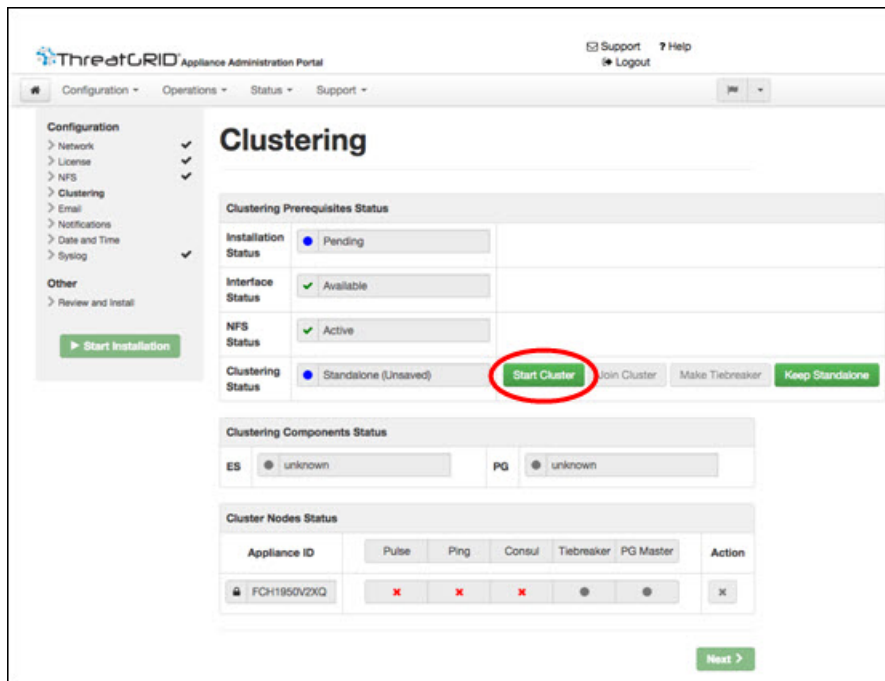 Support ? Help
ThreatGRID Appliance Administration Portal
Logout
Configuration Operations Status Support
Configuration
Network
License
NFS
Clustering
Email
Notifications
Date and Time
Syslog
Other
Review and Install
Start Installation
Clustering
Clustering Prerequisites Status
Installation Status
Pending
Interface Status
Available
NFS Status
Active
Clustering Status
Standalone (Unsaved)
Start Cluster Join Cluster Make Tiebreaker Keep Standalone
Clustering Components Status
ES unknown PG unknown
Cluster Nodes Status
Appliance ID Pulse Ping Consul Tiebreaker PG Master Action
FCH1950V2XQ
Next